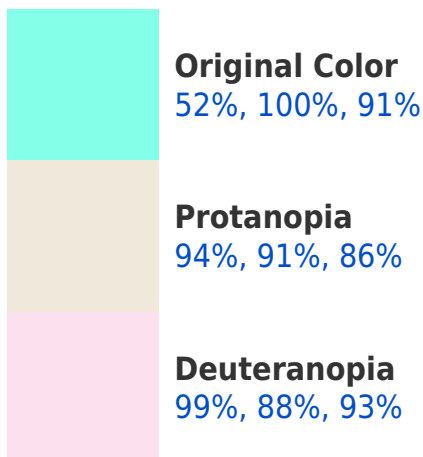 Original Color
52%, 100%, 91%
Protanopia
94%, 91%, 86%
Deuteranopia
99%, 88%, 93%